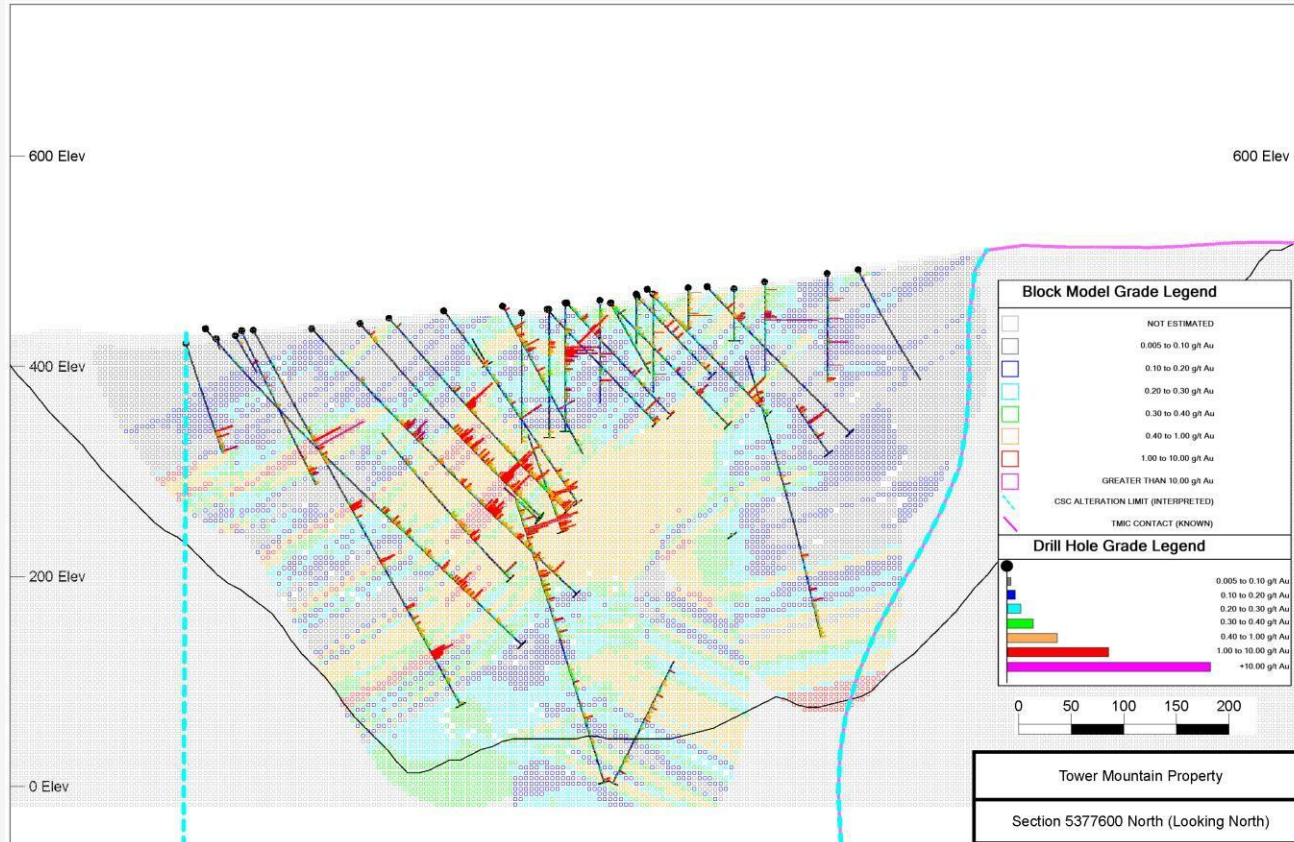 600 Elev
600 Elev
400 Elev
200 Elev
0 Elev
Block Model Grade Legend
NOT ESTIMATED
0.005 to 0.10 g/t Au
0.10 to 0.20 g/t Au
0.20 to 0.30 g/t Au
0.30 to 0.40 g/t Au
0.40 to 1.00 g/t Au
1.00 to 10.00 g/t Au
GREATER THAN 10.00 g/t Au
CSC ALTERATION LIMIT (INTERPRETED)
TMIC CONTACT (KNOWN)
Drill Hole Grade Legend
0.005 to 0.10 g/t Au
0.10 to 0.20 g/t Au
0.20 to 0.30 g/t Au
0.30 to 0.40 g/t Au
0.40 to 1.00 g/t Au
1.00 to 10.00 g/t Au
+10.00 g/t Au
0 50 100 150 200
Tower Mountain Property
Section 5377600 North (Looking North)